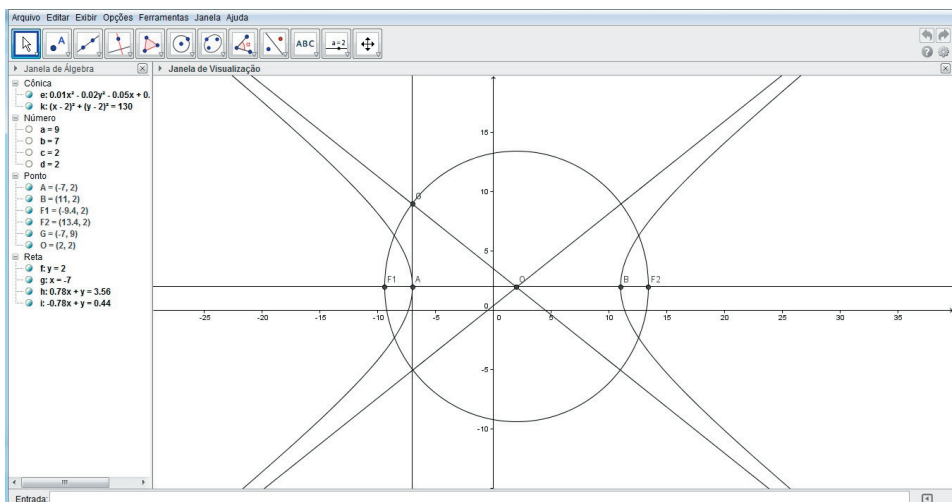 Arquivo Editar Exibir Opções Ferramentas Janela Ajuda
A
α
ABC
a=2
Janela de Álgebra
Janela de Visualização
Cônica
e: 0.01x² - 0.02y² - 0.05x + 0.
k: (x - 2)² + (y - 2)² = 130
Número
a = 9
b = 7
c = 2
d = 2
Ponto
A = (-7, 2)
B = (11, 2)
F1 = (-9.4, 2)
F2 = (13.4, 2)
G = (-7, 9)
O = (2, 2)
Reta
f: y = 2
g: x = -7
h: 0.78x + y = 3.56
i: -0.78x + y = 0.44
15
10
G
5
F1 A O B F2
0
-25 -20 -15 -10 -5 0 5 10 15 20 25 30 35
-5
-10
Entrada: